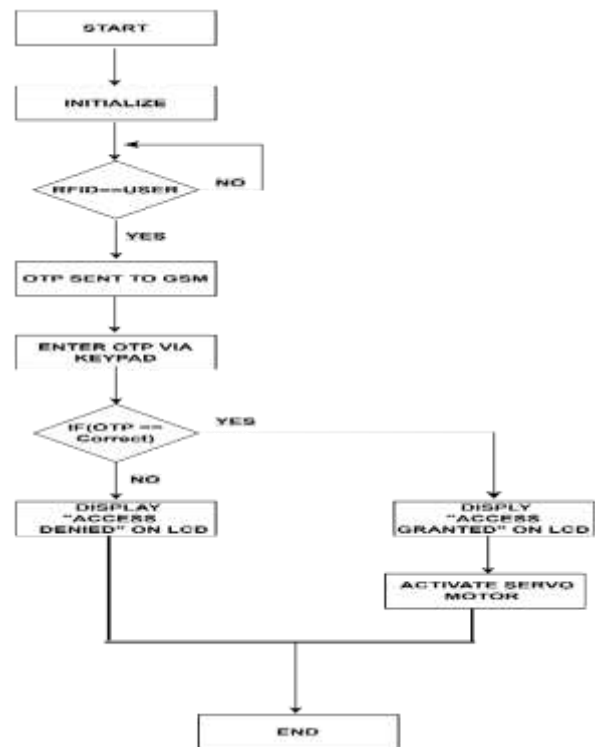 START
INITIALIZE
RFID==USER
NO
YES
OTP SENT TO GSM
ENTER OTP VIA
KEYPAD
IF(OTP ==
Correct)
YES
NO
DISPLAY
"ACCESS
DENIED" ON LCD
DISPLY
"ACCESS
GRANTED" ON LCD
ACTIVATE SERVO
MOTOR
END